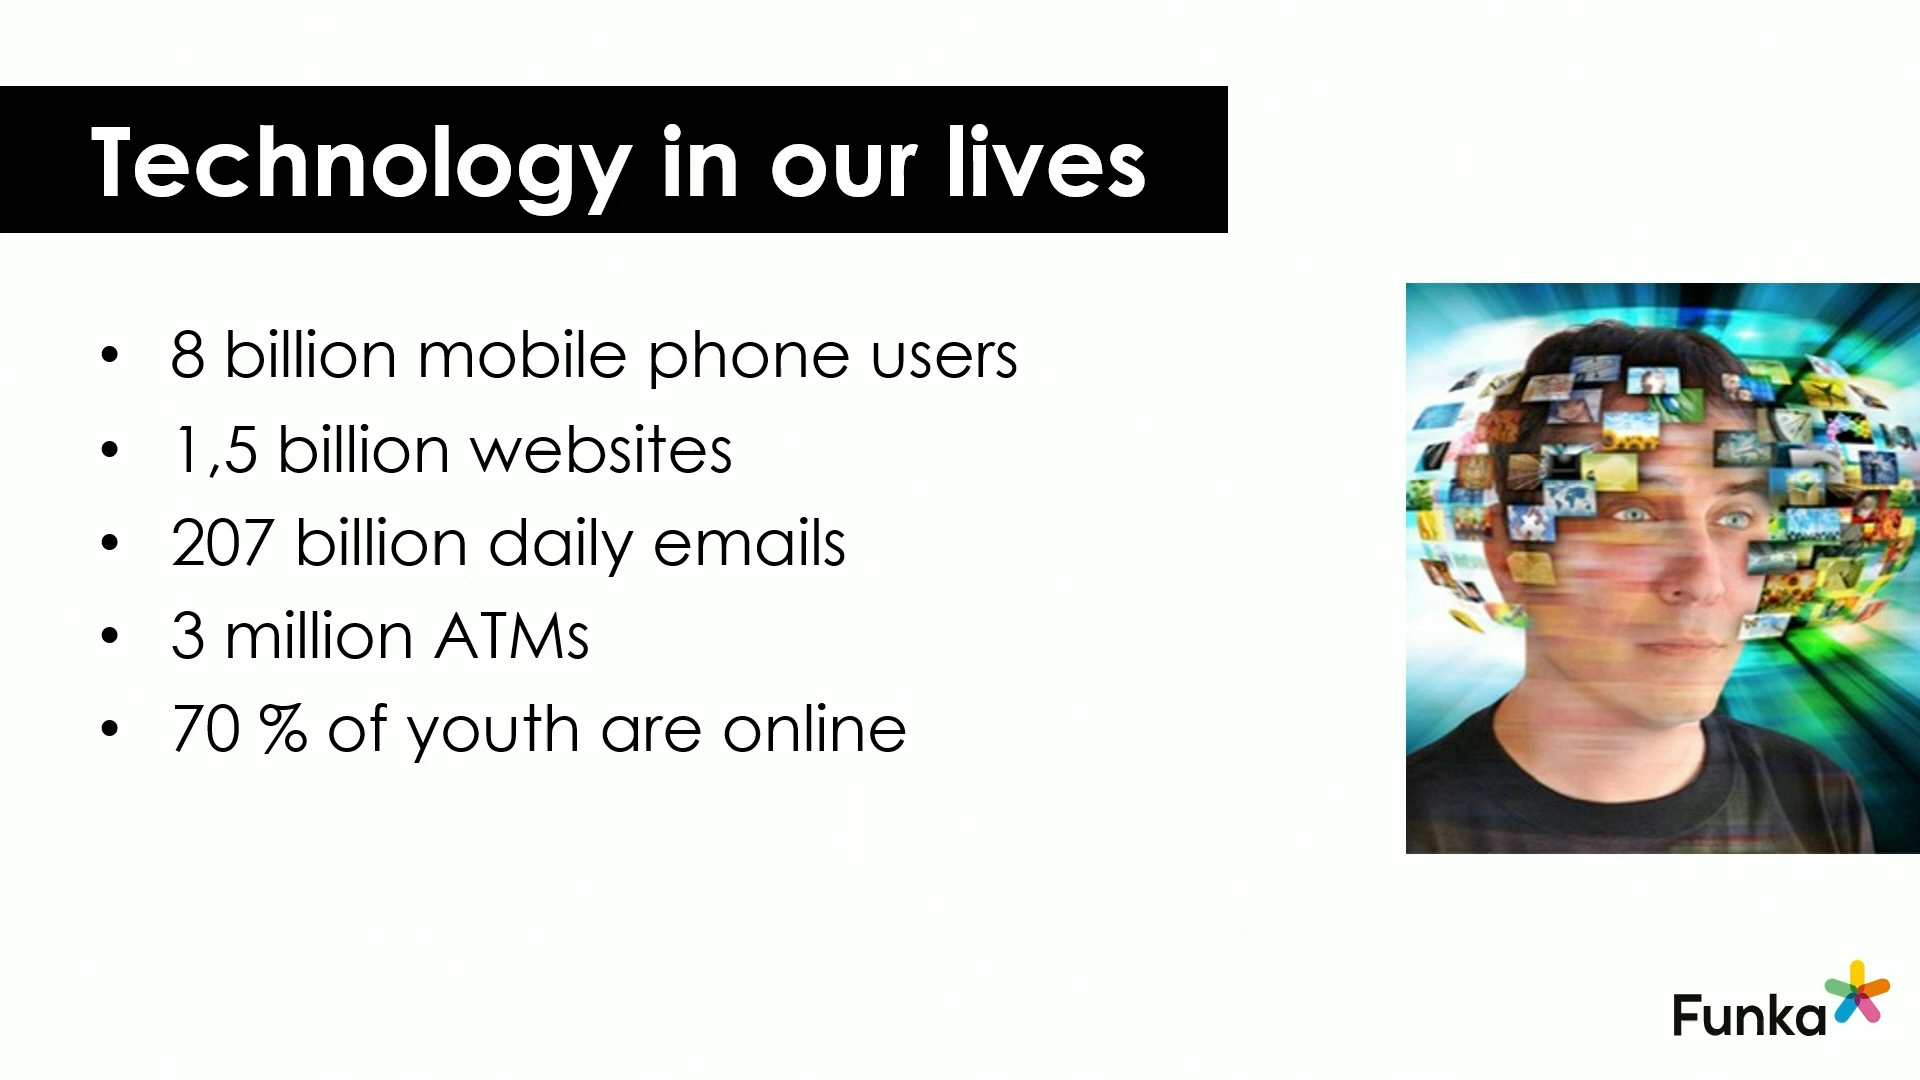 Technology in our lives
• 8 billion mobile phone users
• 1,5 billion websites
• 207 billion daily emails
• 3 million ATMs
• 70 % of youth are online
Funka